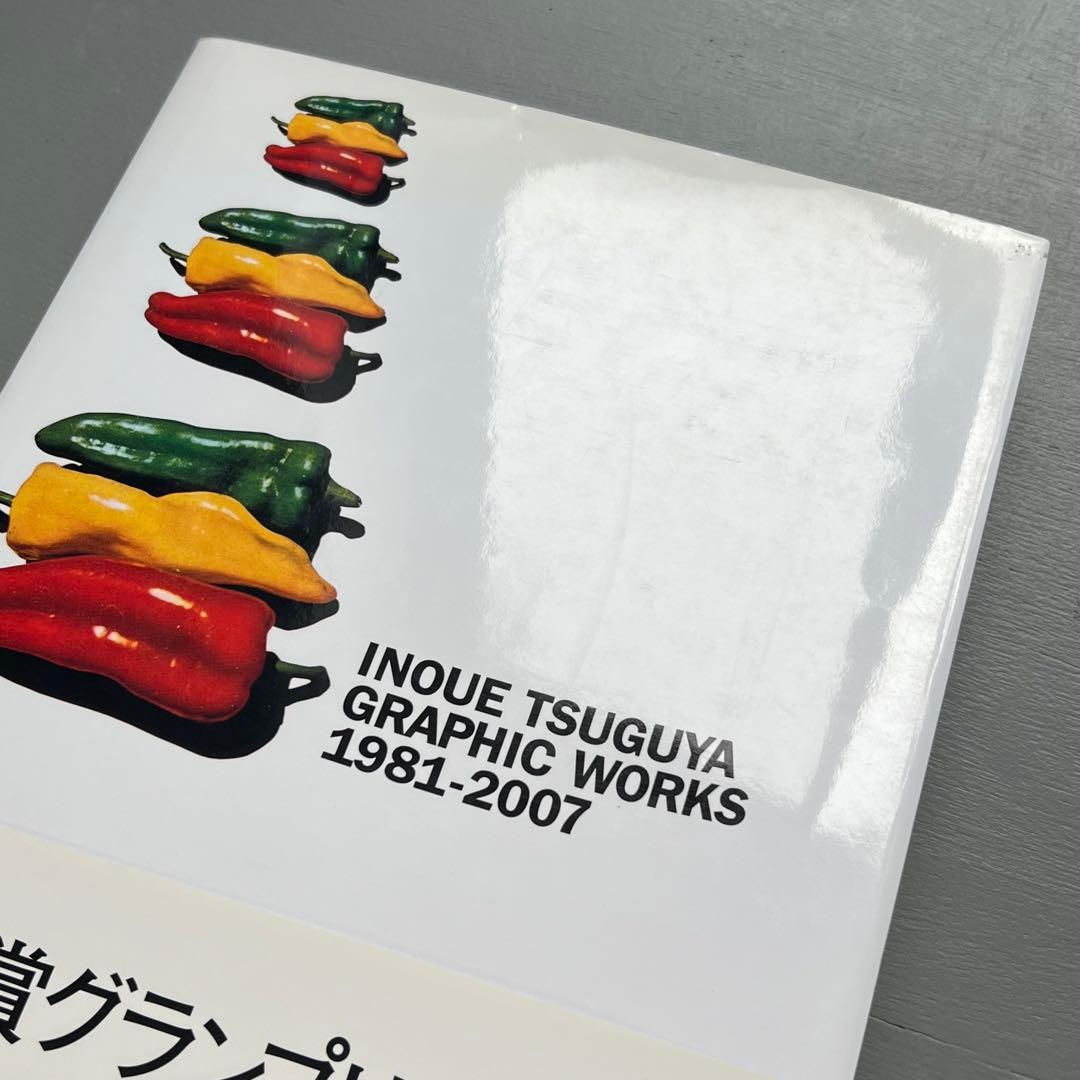 INOUE TSUGUYA
GRAPHIC WORKS
1981-2007
賞グランプ